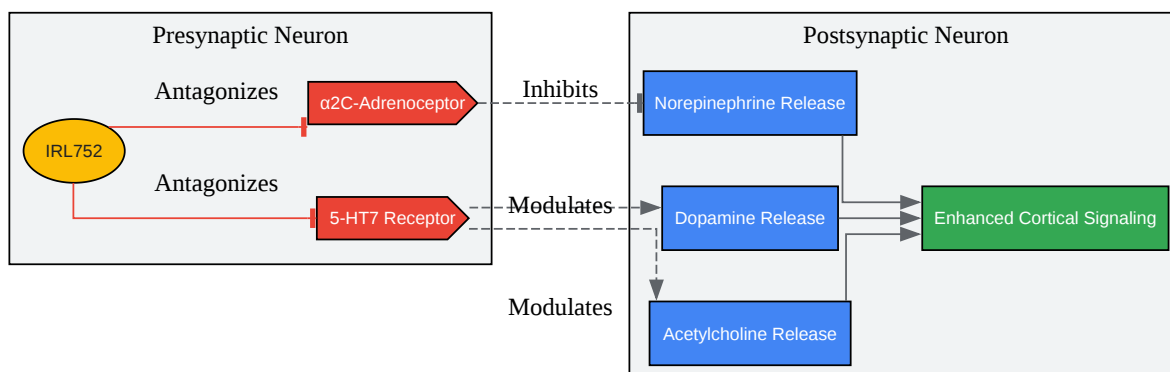 Presynaptic Neuron
Postsynaptic Neuron
Antagonizes
α2C-Adrenoceptor
Inhibits
Norepinephrine Release
IRL752
Antagonizes
5-HT7 Receptor
Modulates
Dopamine Release
Enhanced Cortical Signaling
Modulates
Acetylcholine Release